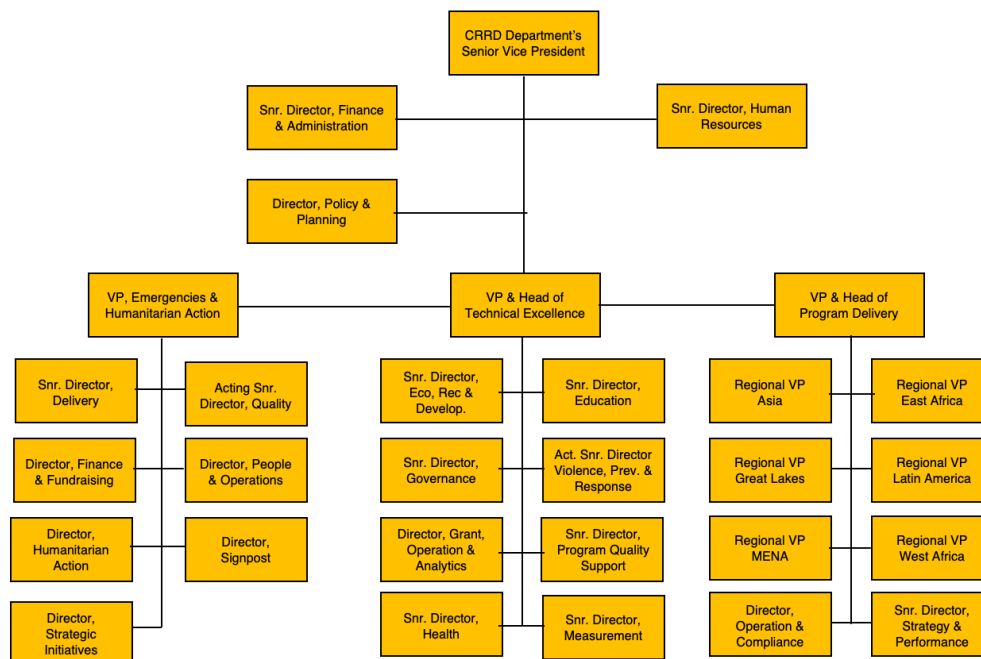 CRRD Department's
Senior Vice President
Snr. Director, Finance
& Administration
Snr. Director, Human
Resources
Director, Policy &
Planning
VP, Emergencies &
Humanitarian Action
VP & Head of
Technical Excellence
VP & Head of
Program Delivery
Snr. Director,
Delivery
Acting Snr.
Director, Quality
Director, Finance
& Fundraising
Director, People
& Operations
Director,
Humanitarian
Action
Director,
Signpost
Director,
Strategic
Initiatives
Snr. Director,
Eco, Rec &
Develop.
Snr. Director,
Education
Snr. Director,
Governance
Act. Snr. Director
Violence, Prev. &
Response
Director, Grant,
Operation &
Analytics
Snr. Director,
Program Quality
Support
Snr. Director,
Health
Snr. Director,
Measurement
Regional VP
Asia
Regional VP
East Africa
Regional VP
Great Lakes
Regional VP
Latin America
Regional VP
MENA
Regional VP
West Africa
Director,
Operation &
Compliance
Snr. Director,
Strategy &
Performance